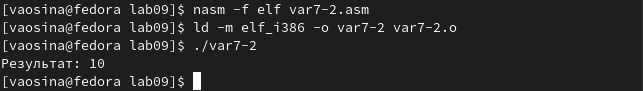 [vaosina@fedora lab09]$ nasm -f elf var7-2.asm
[vaosina@fedora lab09]$ ld -m elf_i386 -o var7-2 var7-2.o
[vaosina@fedora lab09]$ ./var7-2
Результат: 10
[vaosina@fedora lab09]$